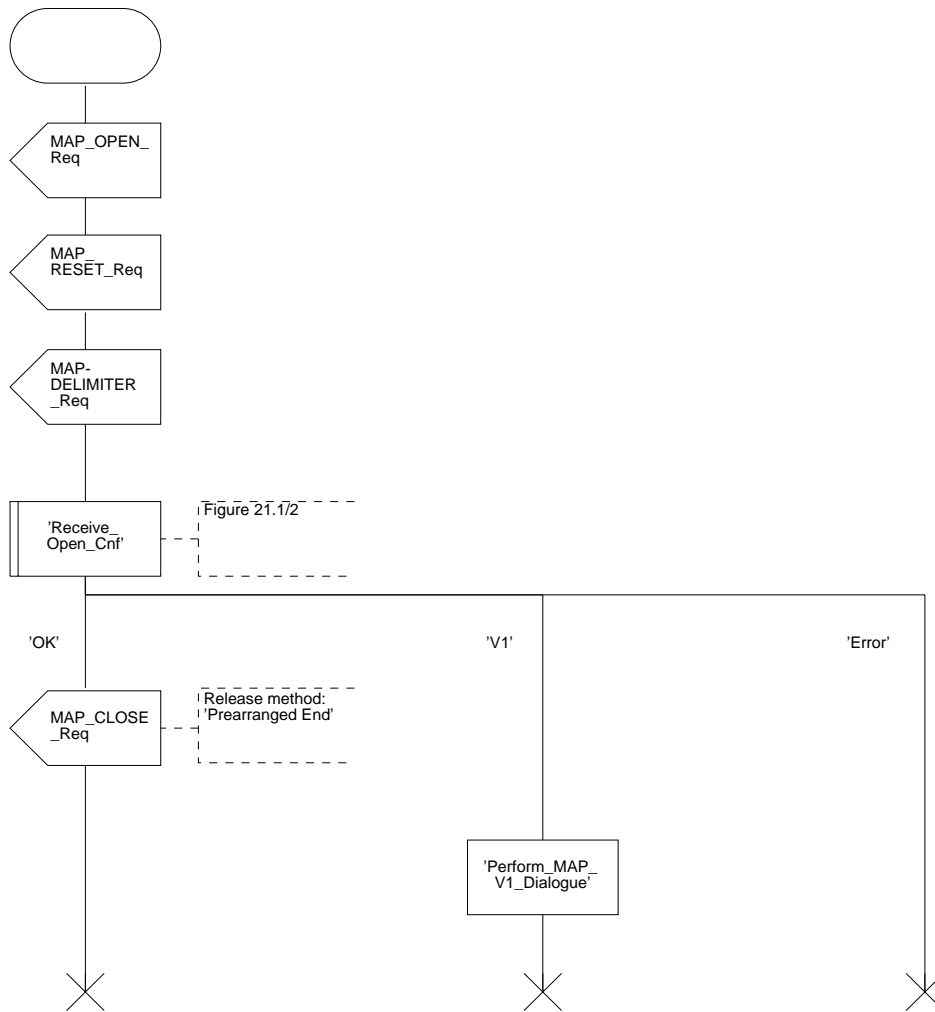 MAP_OPEN_
Req
MAP_
RESET_Req
MAP-
DELIMITER
_Req
'Receive_
Open_Cnf'
Figure 21.1/2
'OK'
'V1'
'Error'
MAP_CLOSE
_Req
Release method:
'Prearranged End'
'Perform_MAP_
V1_Dialogue'